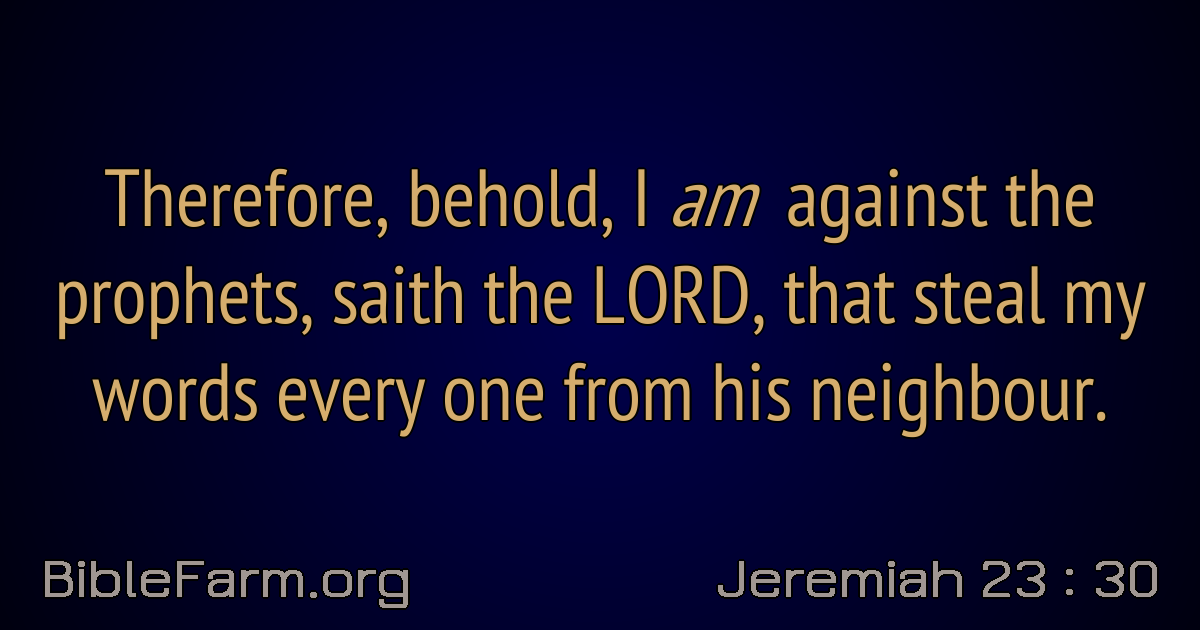 Therefore, behold, I am against the
prophets, saith the LORD, that steal my
words every one from his neighbour.
BibleFarm.org
Jeremiah 23 : 30